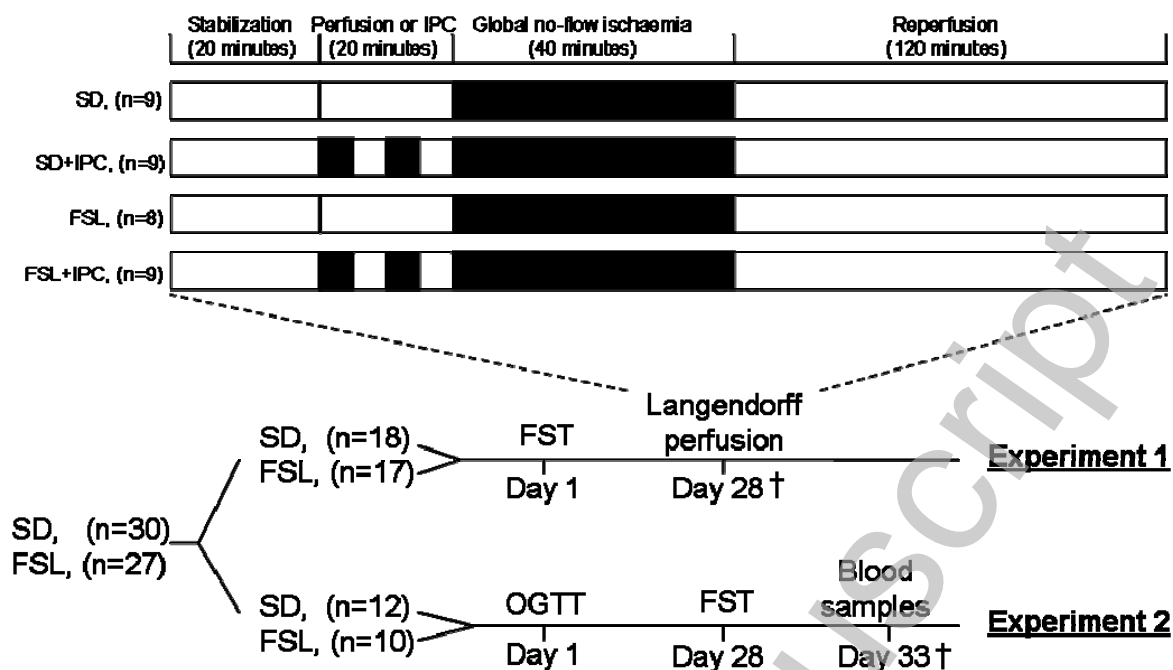 Stabilization Perfusion or IPC Global no-flow ischaemia Reperfusion
(20 minutes) (20 minutes) (40 minutes) (120 minutes)
SD, (n=9)
SD+IPC, (n=9)
FSL, (n=8)
FSL+IPC, (n=9)
Langendorff
perfusion
SD, (n=18) FST
FSL, (n=17) Day 1 Day 28 † Experiment 1
SD, (n=30)
FSL, (n=27)
Blood
SD, (n=12) OGTT FST samples
FSL, (n=10) Day 1 Day 28 Day 33 † Experiment 2
uscript